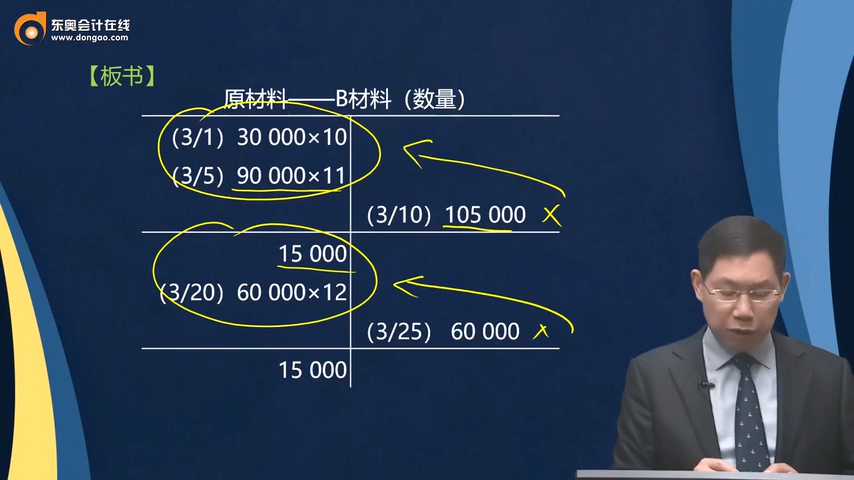 东奥会计在线
www.dongao.com
【板书】
原材料——B材料（数量）
（3/1）30 000×10
（3/5）90 000×11
（3/10）105 000 ×
15 000
（3/20）60 000×12
（3/25） 60 000 ×
15 000